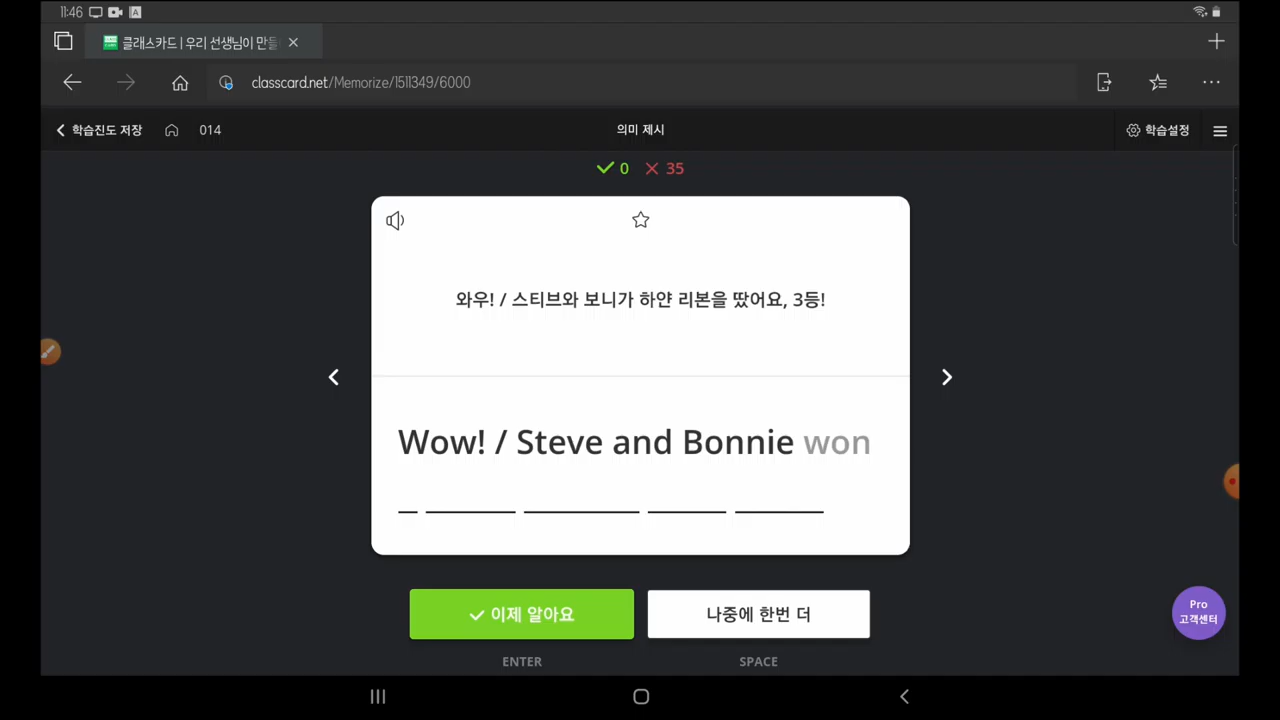 11:46
클래스카드 | 우리 선생님이 만들
classcard.net/Memorize/1511349/6000
학습진도 저장 014 의미 제시 학습설정
0 35
와우! / 스티브와 보니가 하얀 리본을 땄어요, 3등!
Wow! / Steve and Bonnie won
이제 알아요 나중에 한번 더
ENTER SPACE
Pro
고객센터